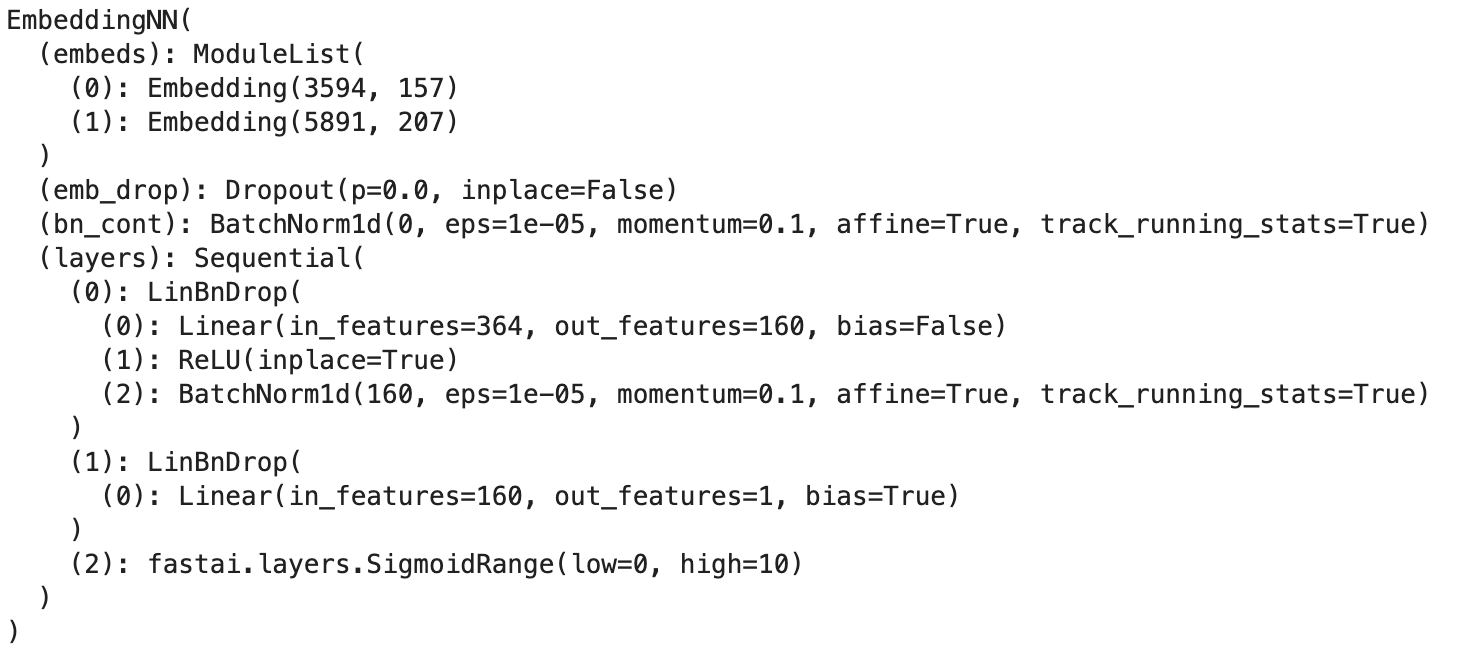 EmbeddingNN(
  (embeds): ModuleList(
    (0): Embedding(3594, 157)
    (1): Embedding(5891, 207)
  )
  (emb_drop): Dropout(p=0.0, inplace=False)
  (bn_cont): BatchNorm1d(0, eps=1e-05, momentum=0.1, affine=True, track_running_stats=True)
  (layers): Sequential(
    (0): LinBnDrop(
      (0): Linear(in_features=364, out_features=160, bias=False)
      (1): ReLU(inplace=True)
      (2): BatchNorm1d(160, eps=1e-05, momentum=0.1, affine=True, track_running_stats=True)
    )
    (1): LinBnDrop(
      (0): Linear(in_features=160, out_features=1, bias=True)
    )
    (2): fastai.layers.SigmoidRange(low=0, high=10)
  )
)